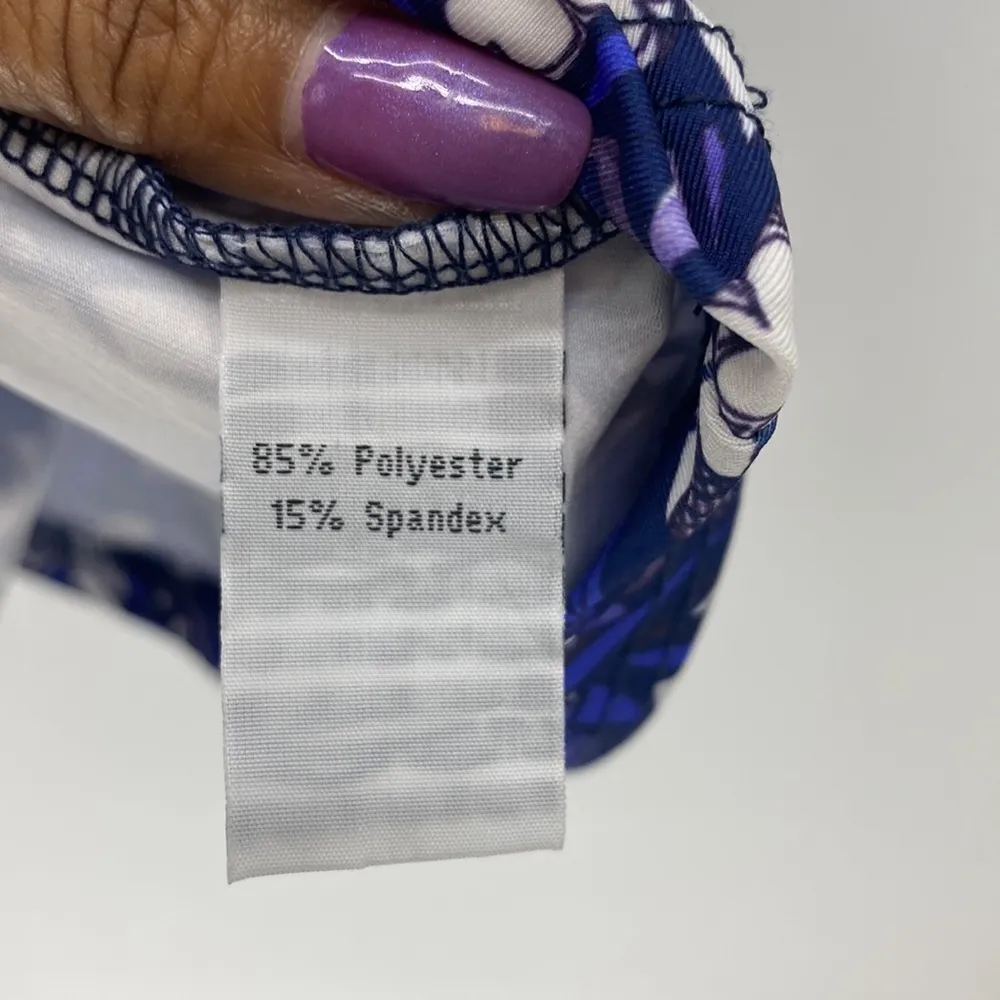 85% Polyester
15% Spandex